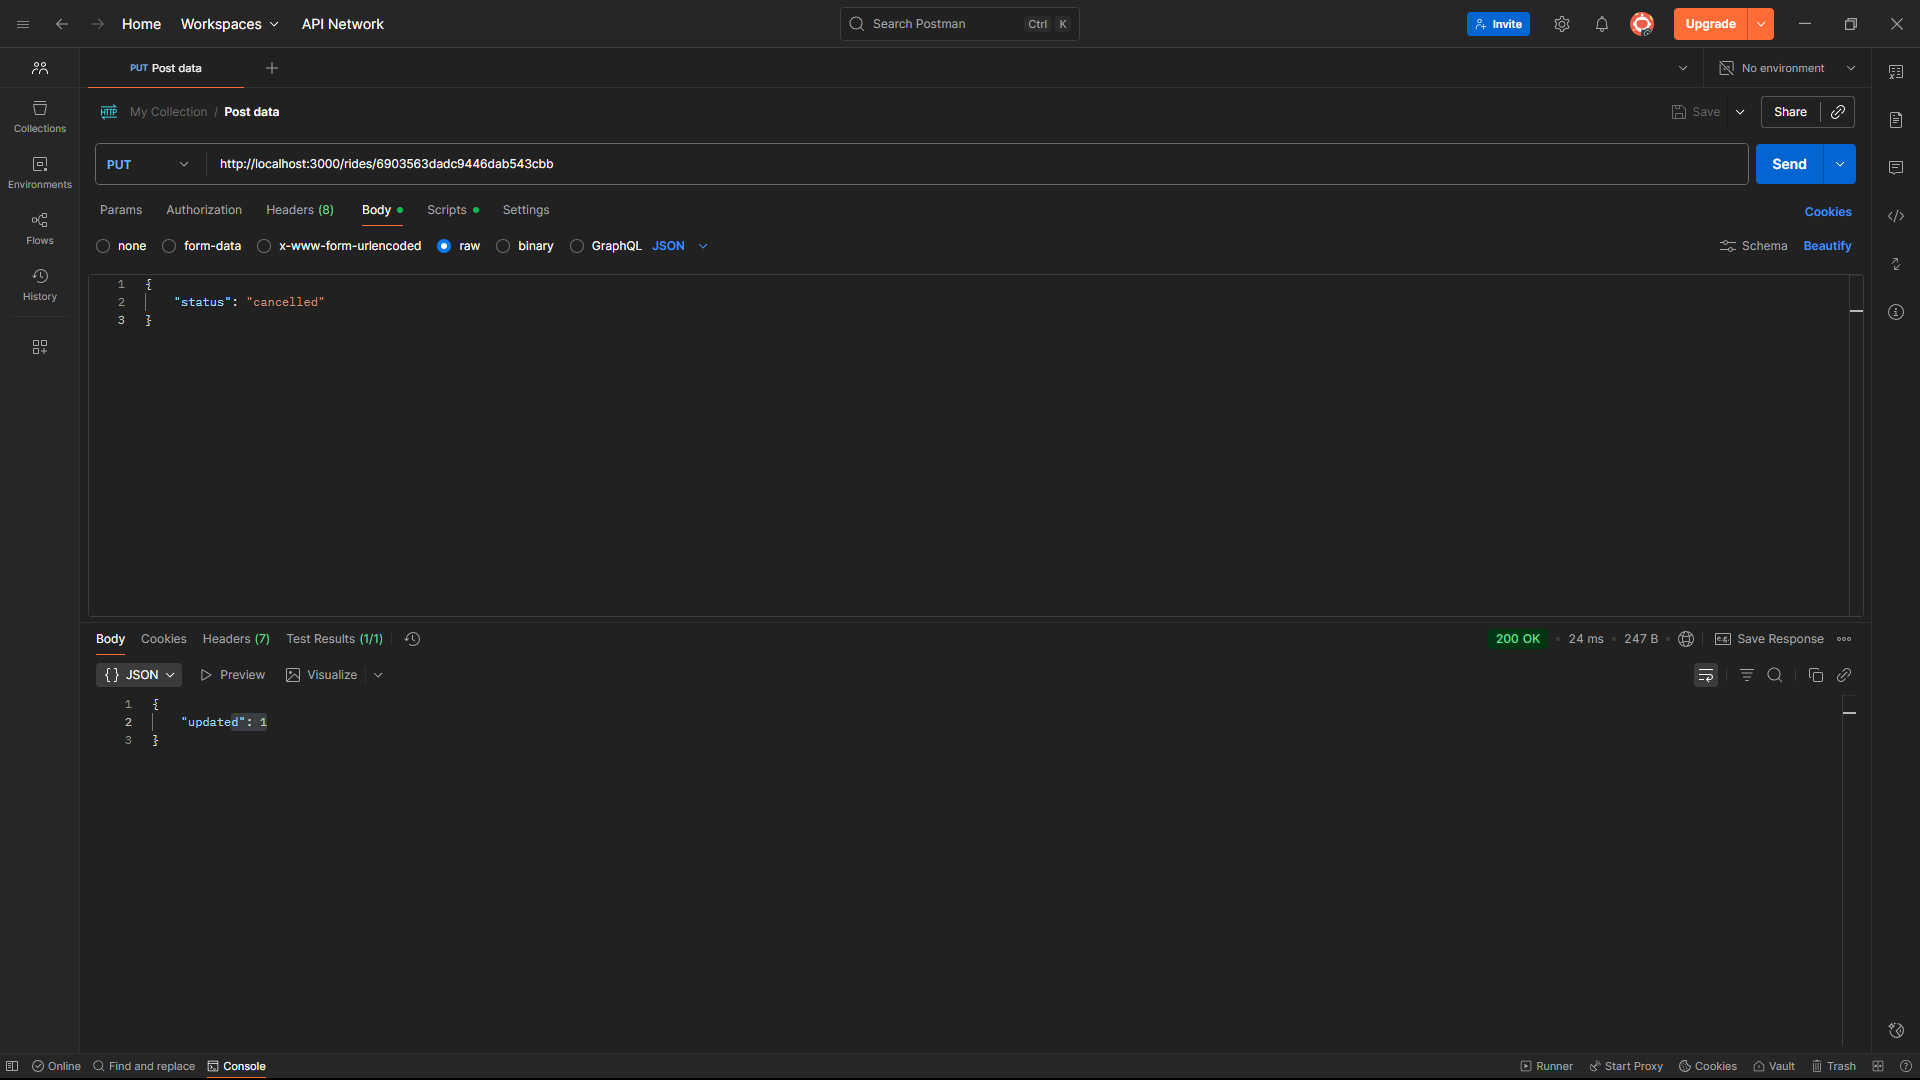 Home Workspaces API Network Search Postman Ctrl K Invite Upgrade
PUT Post data No environment
HTTP My Collection / Post data Save Share
PUT http://localhost:3000/rides/6903563dadc9446dab543cbb Send
Params Authorization Headers (8) Body Scripts Settings Cookies
none form-data x-www-form-urlencoded raw binary GraphQL JSON Schema Beautify
1 {
2 "status": "cancelled"
3 }
Collections
Environments
Flows
History
Body Cookies Headers (7) Test Results (1/1) 200 OK 24 ms 247 B e.g. Save Response
{} JSON Preview Visualize
1 {
2 "updated": 1
3 }
Online Find and replace Console Runner Start Proxy Cookies Vault Trash